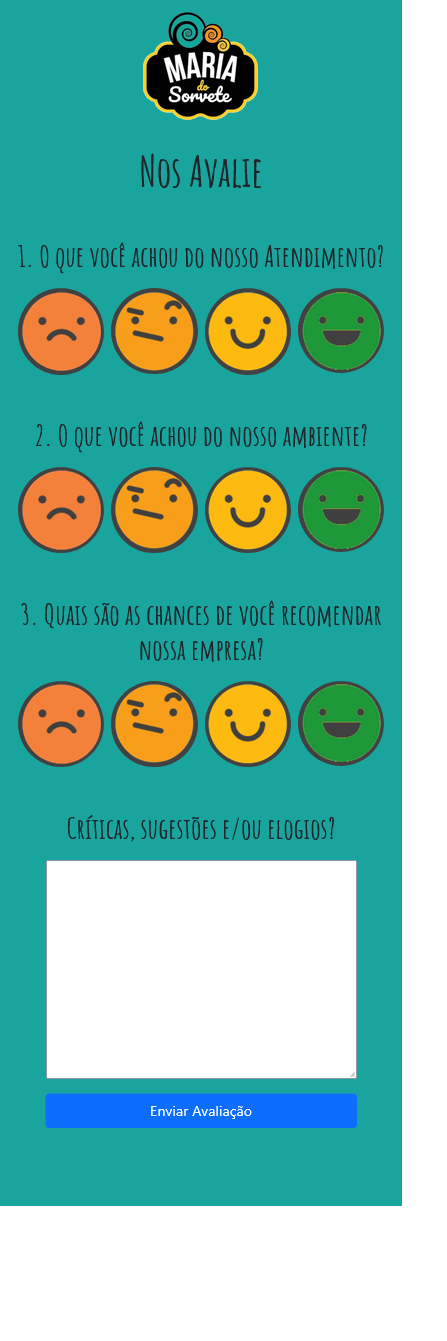 MARIA
do
Sorvete
Nos Avalie
1. O que você achou do nosso Atendimento?
2. O que você achou do nosso ambiente?
3. Quais são as chances de você recomendar
nossa empresa?
Críticas, sugestões e/ou elogios?
Enviar Avaliação